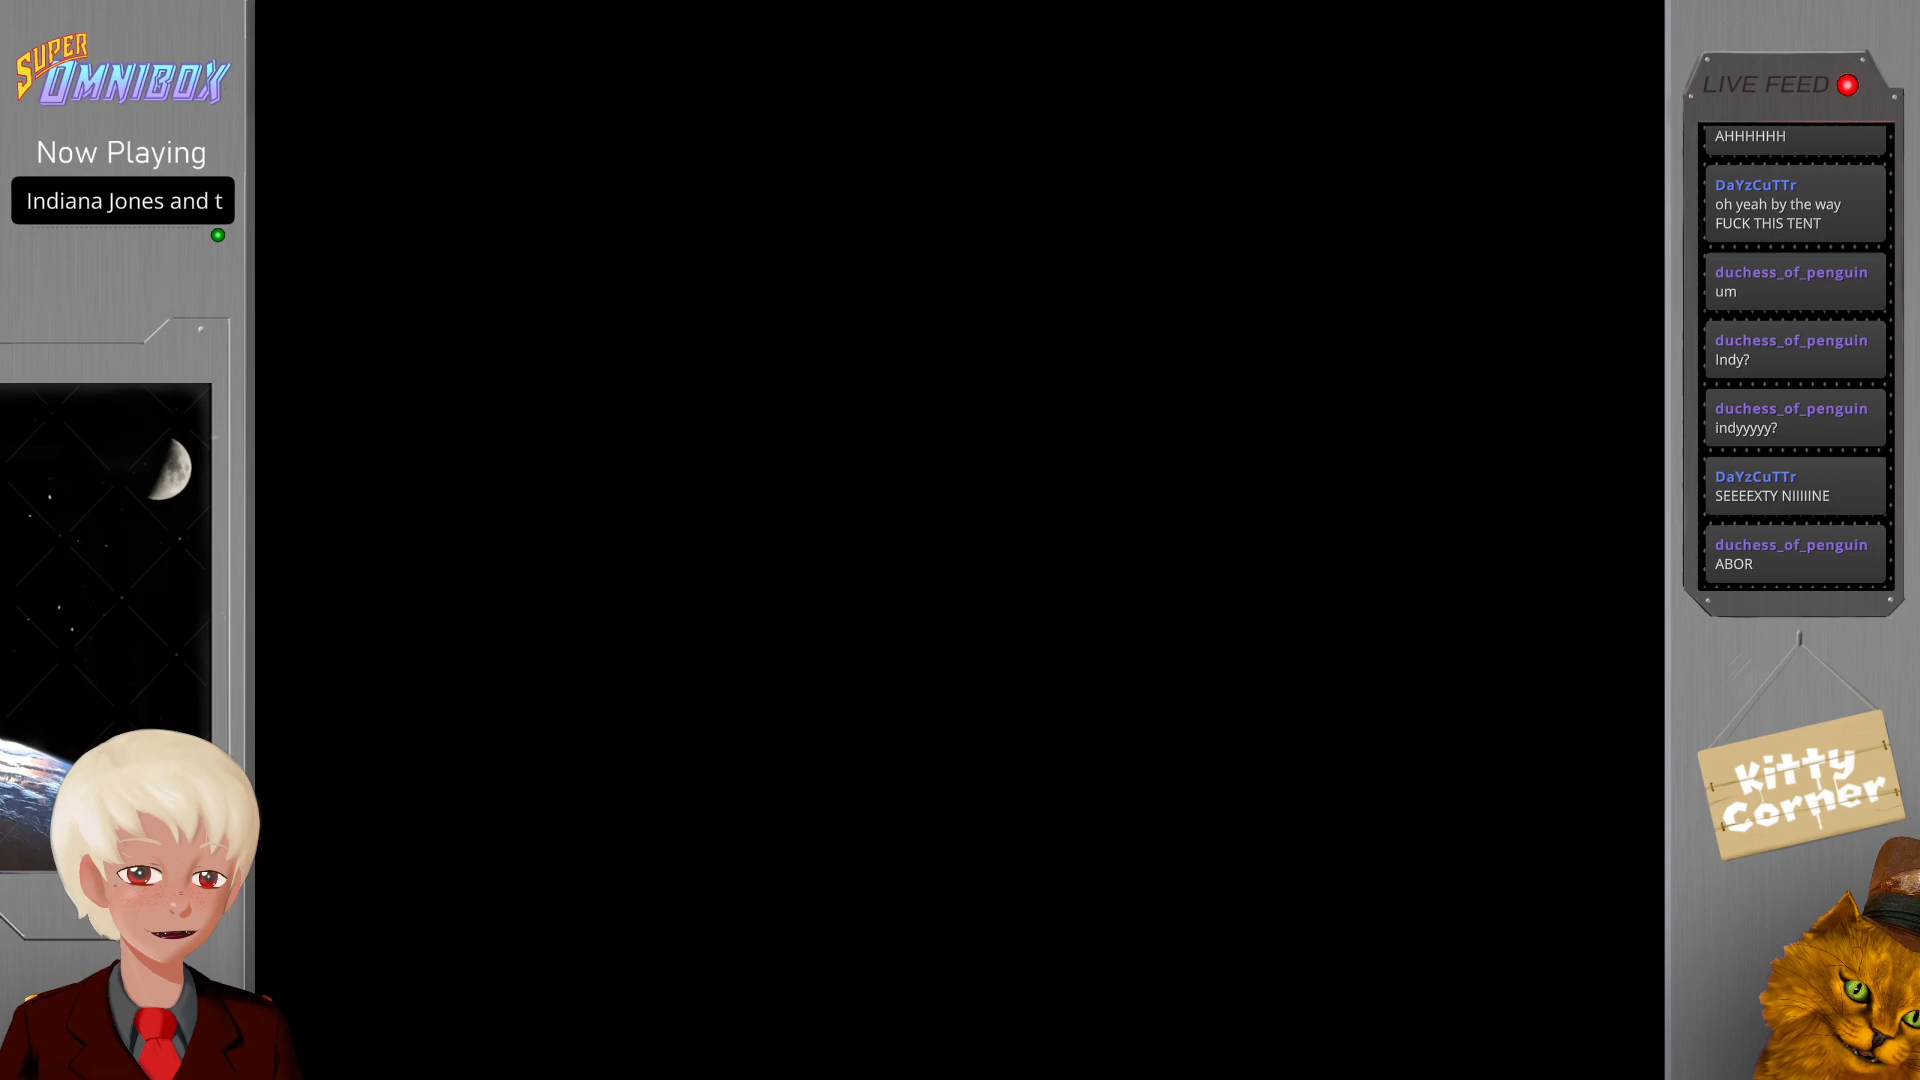 SUPER
OMNIBOX
Now Playing
Indiana Jones and t
LIVE FEED
AHHHHHH
DaYzCuTTr
oh yeah by the way
FUCK THIS TENT
duchess_of_penguin
um
duchess_of_penguin
Indy?
duchess_of_penguin
indyyyyy?
DaYzCuTTr
SEEEEXTY NIIIIINE
duchess_of_penguin
ABOR
Kitty
Corner